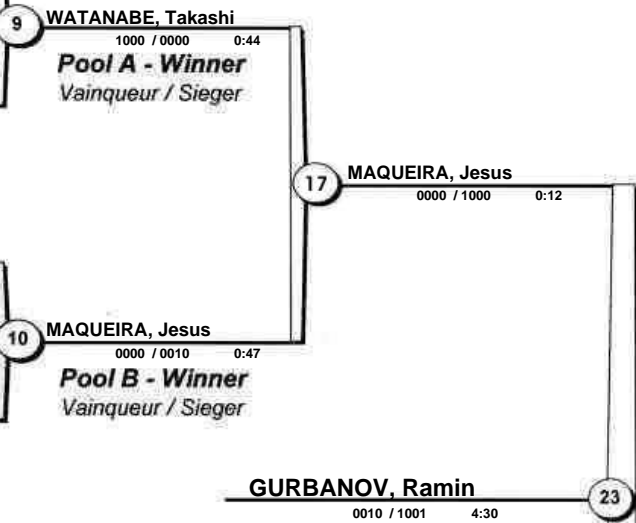 9
WATANABE, Takashi
1000 / 0000 0:44
Pool A - Winner
Vainqueur / Sieger
17
MAQUEIRA, Jesus
0000 / 1000 0:12
10
MAQUEIRA, Jesus
0000 / 0010 0:47
Pool B - Winner
Vainqueur / Sieger
GURBANOV, Ramin
0010 / 1001 4:30
23